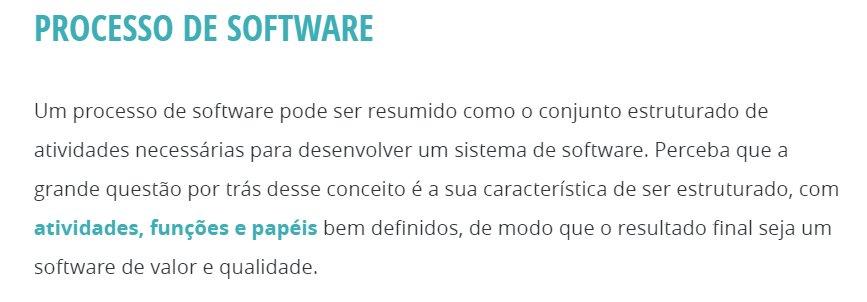 PROCESSO DE SOFTWARE
Um processo de software pode ser resumido como o conjunto estruturado de
atividades necessárias para desenvolver um sistema de software. Perceba que a
grande questão por trás desse conceito é a sua característica de ser estruturado, com
atividades, funções e papéis bem definidos, de modo que o resultado final seja um
software de valor e qualidade.